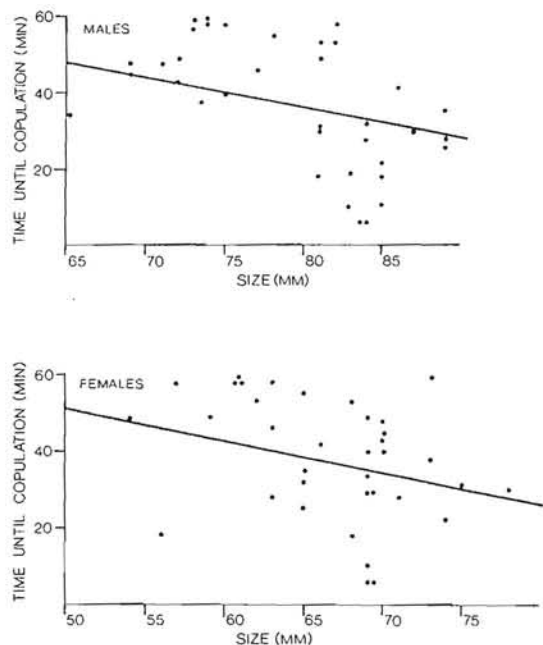 MALES
TIME UNTIL COPULATION (MIN)
60
40
20
65 70 75 80 85
SIZE (MM)
FEMALES
TIME UNTIL COPULATION (MIN)
60
40
20
50 55 60 65 70 75
SIZE (MM)